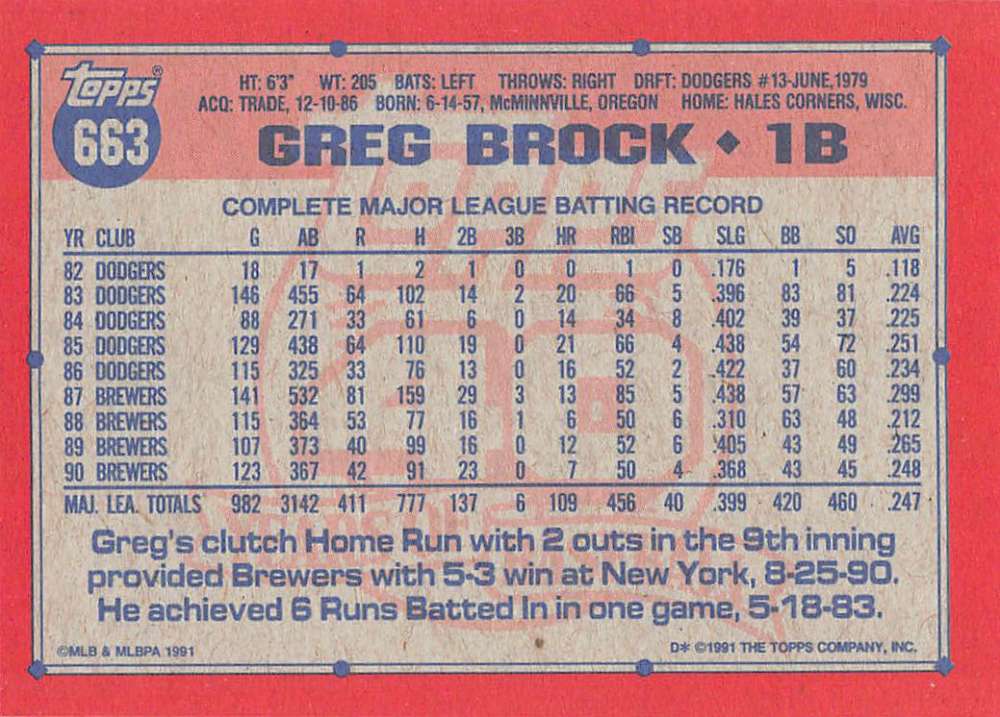 topps®
663
HT: 6'3" WT: 205 BATS: LEFT THROWS: RIGHT DRFT: DODGERS #13-JUNE,1979
ACQ: TRADE, 12-10-86 BORN: 6-14-57, McMINNVILLE, OREGON HOME: HALES CORNERS, WISC.
GREG BROCK ♦ 1B
COMPLETE MAJOR LEAGUE BATTING RECORD
YR CLUB G AB R H 2B 3B HR RBI SB SLG BB SO AVG
82 DODGERS 18 17 1 2 1 0 0 1 0 .176 1 5 .118
83 DODGERS 146 455 64 102 14 2 20 66 5 .396 83 81 .224
84 DODGERS 88 271 33 61 6 0 14 34 8 .402 39 37 .225
85 DODGERS 129 438 64 110 19 0 21 66 4 .438 54 72 .251
86 DODGERS 115 325 33 76 13 0 16 52 2 .422 37 60 .234
87 BREWERS 141 532 81 159 29 3 13 85 5 .438 57 63 .299
88 BREWERS 115 364 53 77 16 1 6 50 6 .310 63 48 .212
89 BREWERS 107 373 40 99 16 0 12 52 6 .405 43 49 .265
90 BREWERS 123 367 42 91 23 0 7 50 4 .368 43 45 .248
MAJ. LEA. TOTALS 982 3142 411 777 137 6 109 456 40 .399 420 460 .247
Greg's clutch Home Run with 2 outs in the 9th inning
provided Brewers with 5-3 win at New York, 8-25-90.
He achieved 6 Runs Batted In in one game, 5-18-83.
©MLB & MLBPA 1991
D* ©1991 THE TOPPS COMPANY, INC.